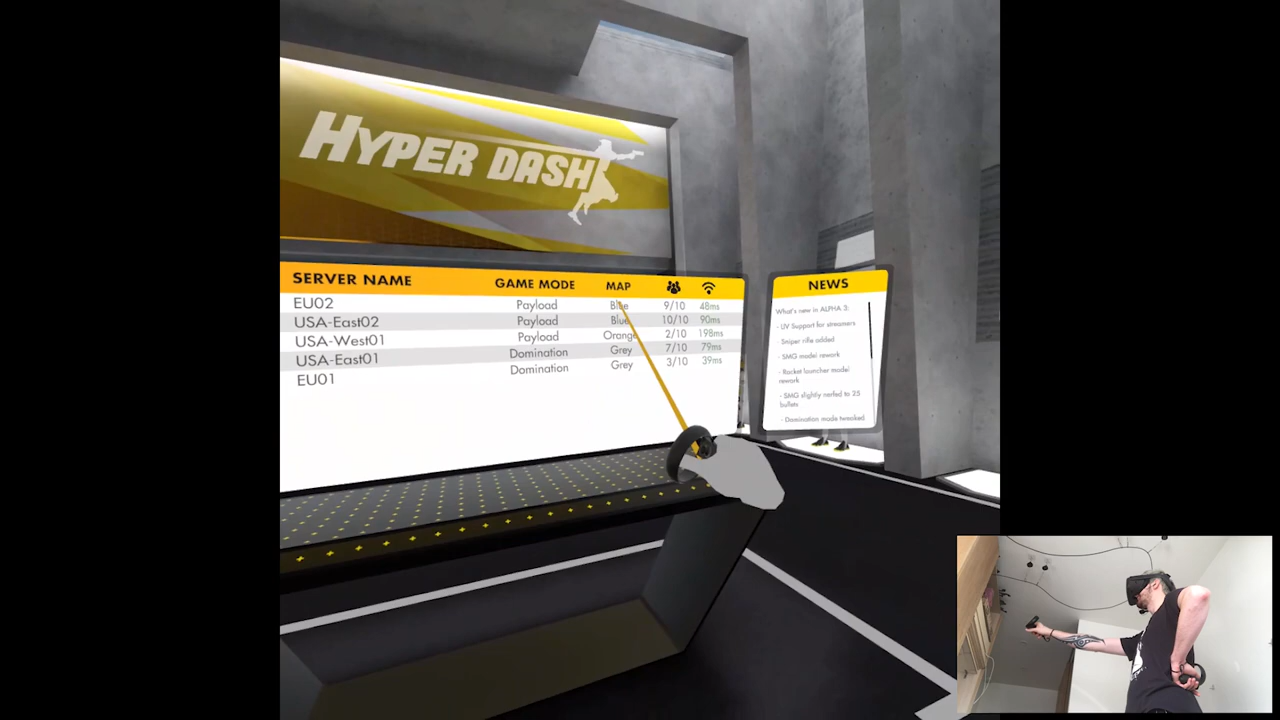 HYPER DASH
SERVER NAME GAME MODE MAP
EU02 Payload Blue 9/10 48ms
USA-East02 Payload Blue 10/10 90ms
USA-West01 Payload Orange 2/10 198ms
USA-East01 Domination Grey 7/10 79ms
EU01 Domination Grey 3/10 39ms
NEWS
What's new in ALPHA 3:
- UV Support for streamers
- Sniper rifle added
- SMG model rework
- Rocket launcher model
rework
- SMG slightly nerfed to 25
bullets
- Domination mode tweaked